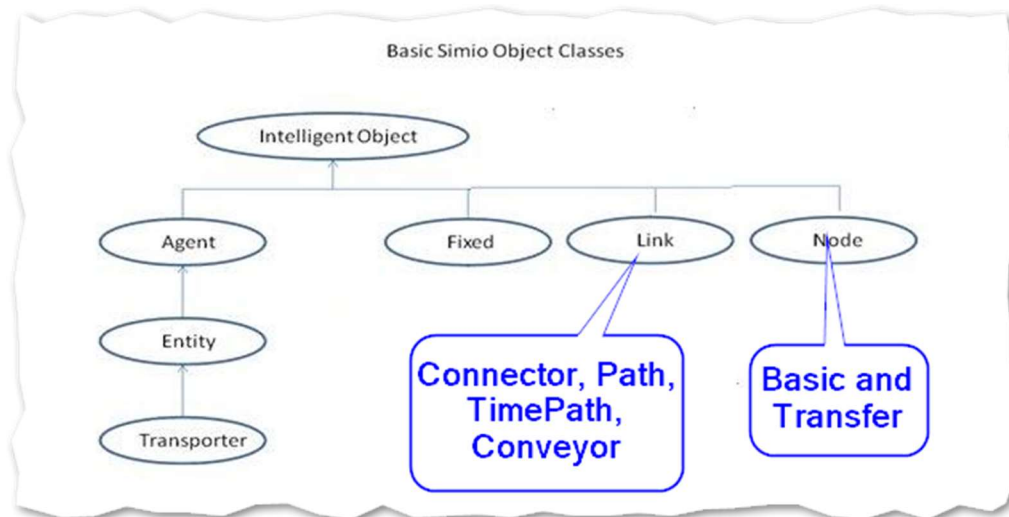 Basic Simio Object Classes
Intelligent Object
Agent
Fixed
Link
Node
Entity
Transporter
Connector, Path,
TimePath,
Conveyor
Basic and
Transfer